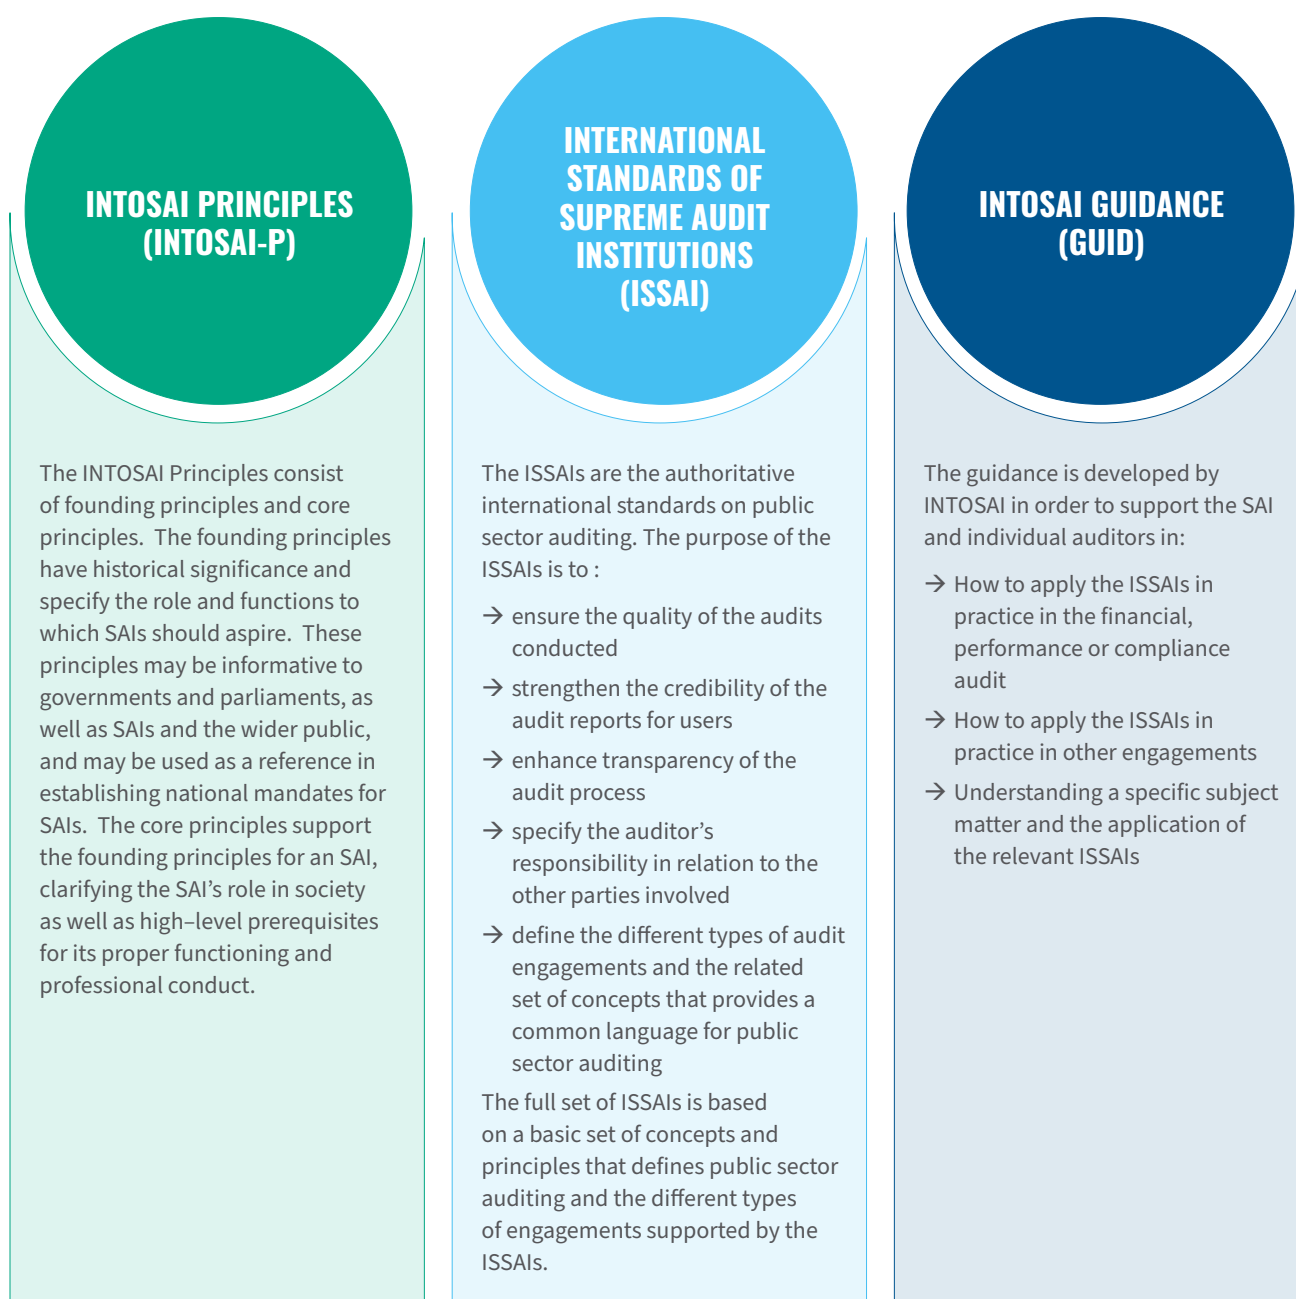 INTOSAI PRINCIPLES
(INTOSAI-P)
The INTOSAI Principles consist
of founding principles and core
principles.  The founding principles
have historical significance and
specify the role and functions to
which SAIs should aspire.  These
principles may be informative to
governments and parliaments, as
well as SAIs and the wider public,
and may be used as a reference in
establishing national mandates for
SAIs.  The core principles support
the founding principles for an SAI,
clarifying the SAI’s role in society
as well as high–level prerequisites
for its proper functioning and
professional conduct.
INTERNATIONAL
STANDARDS OF
SUPREME AUDIT
INSTITUTIONS
(ISSAI)
The ISSAIs are the authoritative
international standards on public
sector auditing. The purpose of the
ISSAIs is to :
→ ensure the quality of the audits
conducted
→ strengthen the credibility of the
audit reports for users
→ enhance transparency of the
audit process
→ specify the auditor’s
responsibility in relation to the
other parties involved
→ define the different types of audit
engagements and the related
set of concepts that provides a
common language for public
sector auditing
The full set of ISSAIs is based
on a basic set of concepts and
principles that defines public sector
auditing and the different types
of engagements supported by the
ISSAIs.
INTOSAI GUIDANCE
(GUID)
The guidance is developed by
INTOSAI in order to support the SAI
and individual auditors in:
→ How to apply the ISSAIs in
practice in the financial,
performance or compliance
audit
→ How to apply the ISSAIs in
practice in other engagements
→ Understanding a specific subject
matter and the application of
the relevant ISSAIs